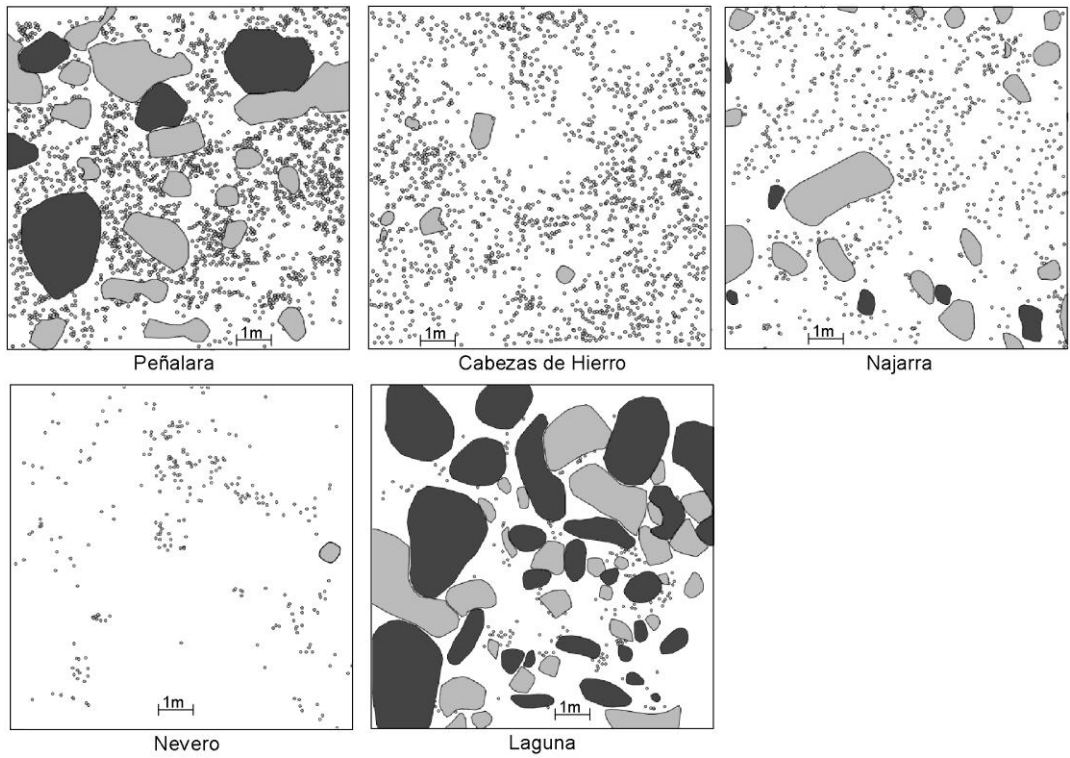 1m
1m
1m
Peñalara
Cabezas de Hierro
Najarra
1m
1m
Nevero
Laguna